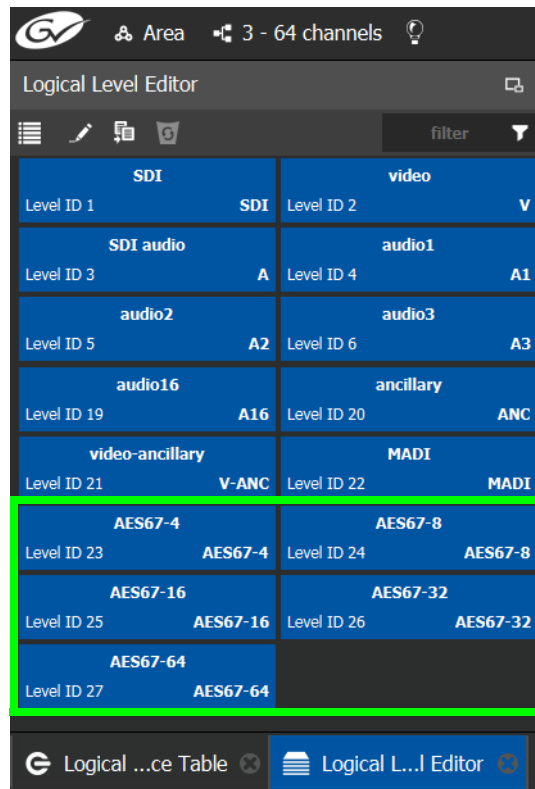 GV Area 3 - 64 channels
Logical Level Editor
filter
SDI video
Level ID 1 SDI Level ID 2 V
SDI audio audio1
Level ID 3 A Level ID 4 A1
audio2 audio3
Level ID 5 A2 Level ID 6 A3
audio16 ancillary
Level ID 19 A16 Level ID 20 ANC
video-ancillary MADI
Level ID 21 V-ANC Level ID 22 MADI
AES67-4 AES67-8
Level ID 23 AES67-4 Level ID 24 AES67-8
AES67-16 AES67-32
Level ID 25 AES67-16 Level ID 26 AES67-32
AES67-64
Level ID 27 AES67-64
Logical ...ce Table Logical L...l Editor